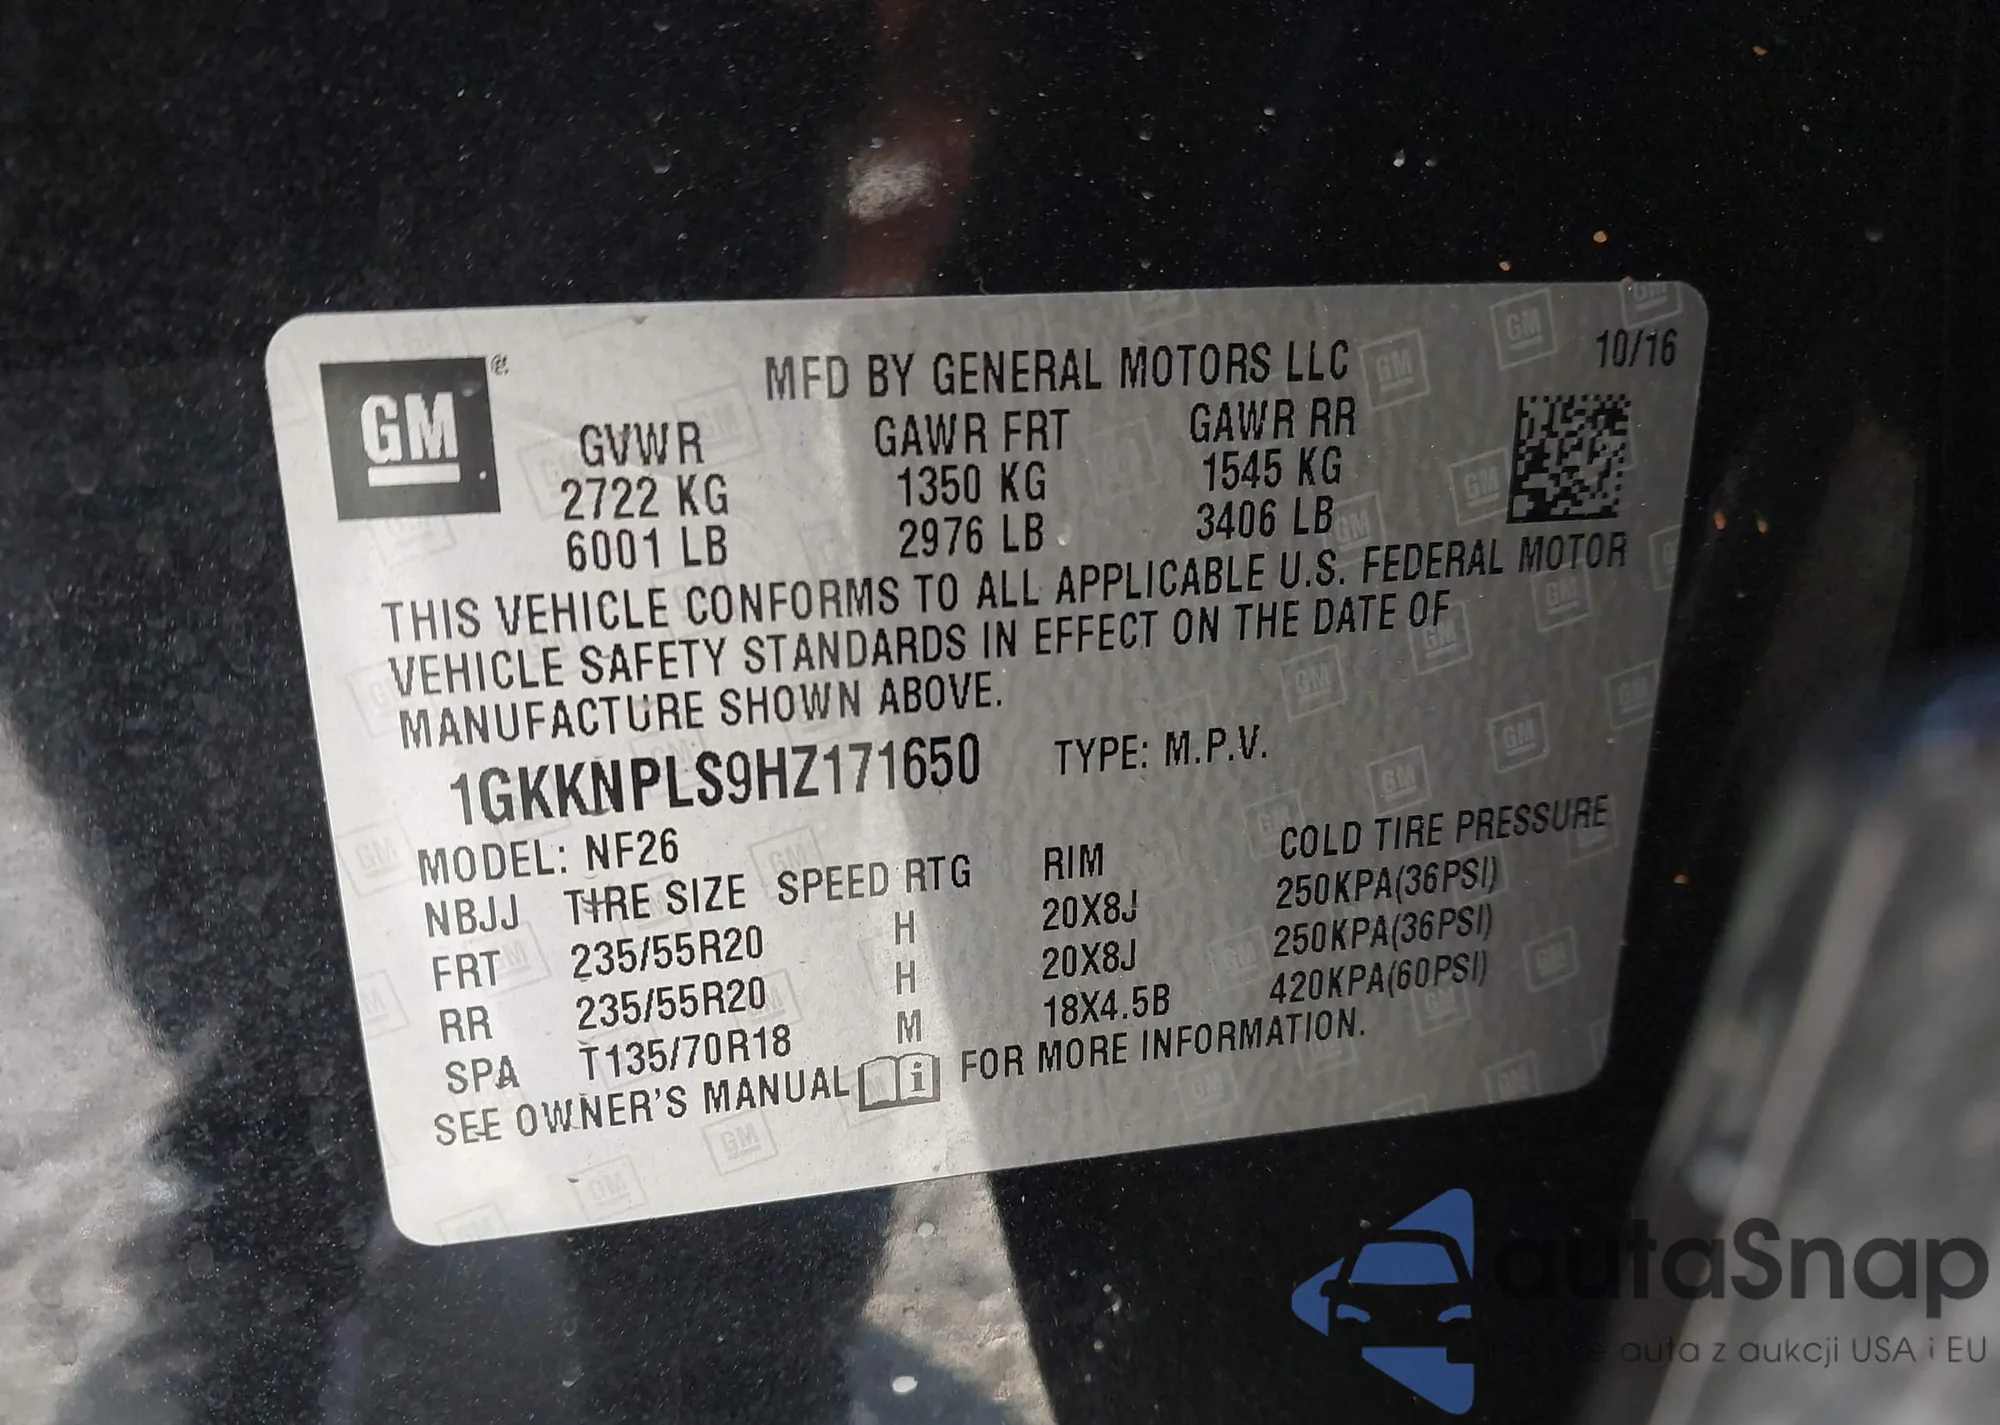 GM
MFD BY GENERAL MOTORS LLC 10/16
GVWR GAWR FRT GAWR RR
2722 KG 1350 KG 1545 KG
6001 LB 2976 LB 3406 LB
THIS VEHICLE CONFORMS TO ALL APPLICABLE U.S. FEDERAL MOTOR
VEHICLE SAFETY STANDARDS IN EFFECT ON THE DATE OF
MANUFACTURE SHOWN ABOVE.
1GKKNPLS9HZ171650 TYPE: M.P.V.
MODEL: NF26
NBJJ TIRE SIZE SPEED RTG RIM COLD TIRE PRESSURE
FRT 235/55R20 H 20X8J 250KPA(36PSI)
RR 235/55R20 H 20X8J 250KPA(36PSI)
SPA T135/70R18 M 18X4.5B 420KPA(60PSI)
SEE OWNER'S MANUAL i FOR MORE INFORMATION.
autaSnap
auta z aukcji USA i EU